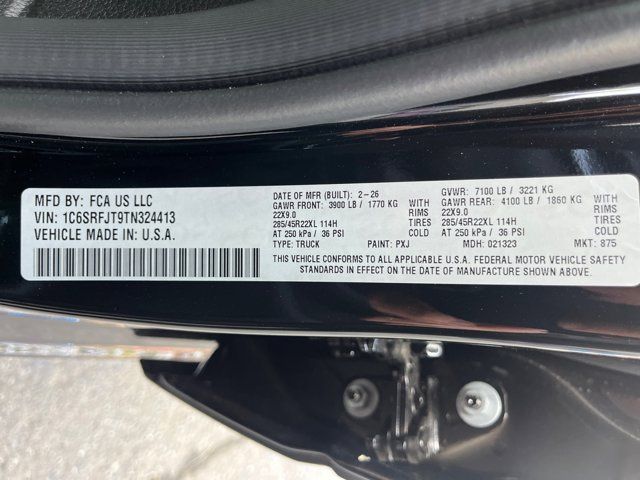 MFD BY: FCA US LLC
VIN: 1C6SRFJT9TN324413
VEHICLE MADE IN: U.S.A.
DATE OF MFR (BUILT): 2-26
GAWR FRONT: 3900 LB / 1770 KG WITH
22X9.0 RIMS
285/45R22XL 114H TIRES
AT 250 kPa / 36 PSI COLD
TYPE: TRUCK PAINT: PXJ
GVWR: 7100 LB / 3221 KG
GAWR REAR: 4100 LB / 1860 KG WITH
22X9.0 RIMS
285/45R22XL 114H TIRES
AT 250 kPa / 36 PSI COLD
MDH: 021323 MKT: 875
THIS VEHICLE CONFORMS TO ALL APPLICABLE U.S.A. FEDERAL MOTOR VEHICLE SAFETY
STANDARDS IN EFFECT ON THE DATE OF MANUFACTURE SHOWN ABOVE.